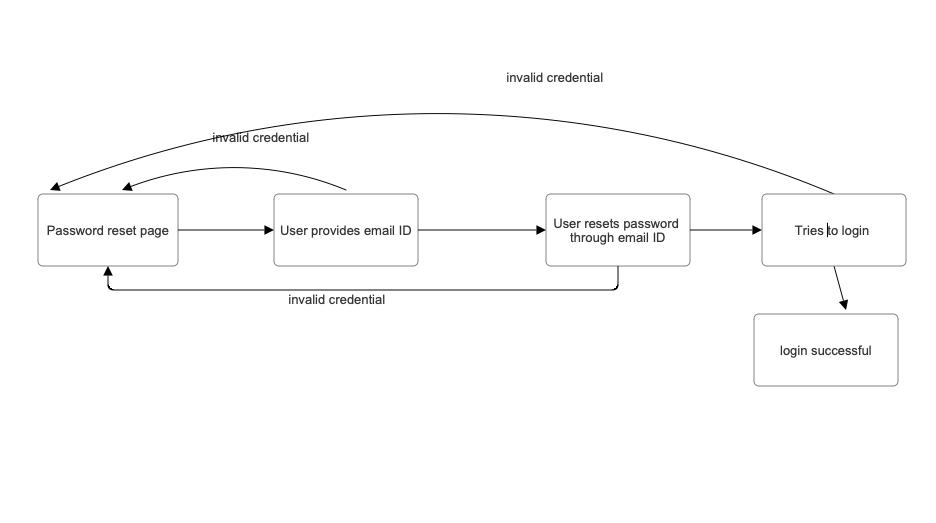 invalid credential
invalid credential
Password reset page
User provides email ID
User resets password
through email ID
Tries to login
invalid credential
login successful